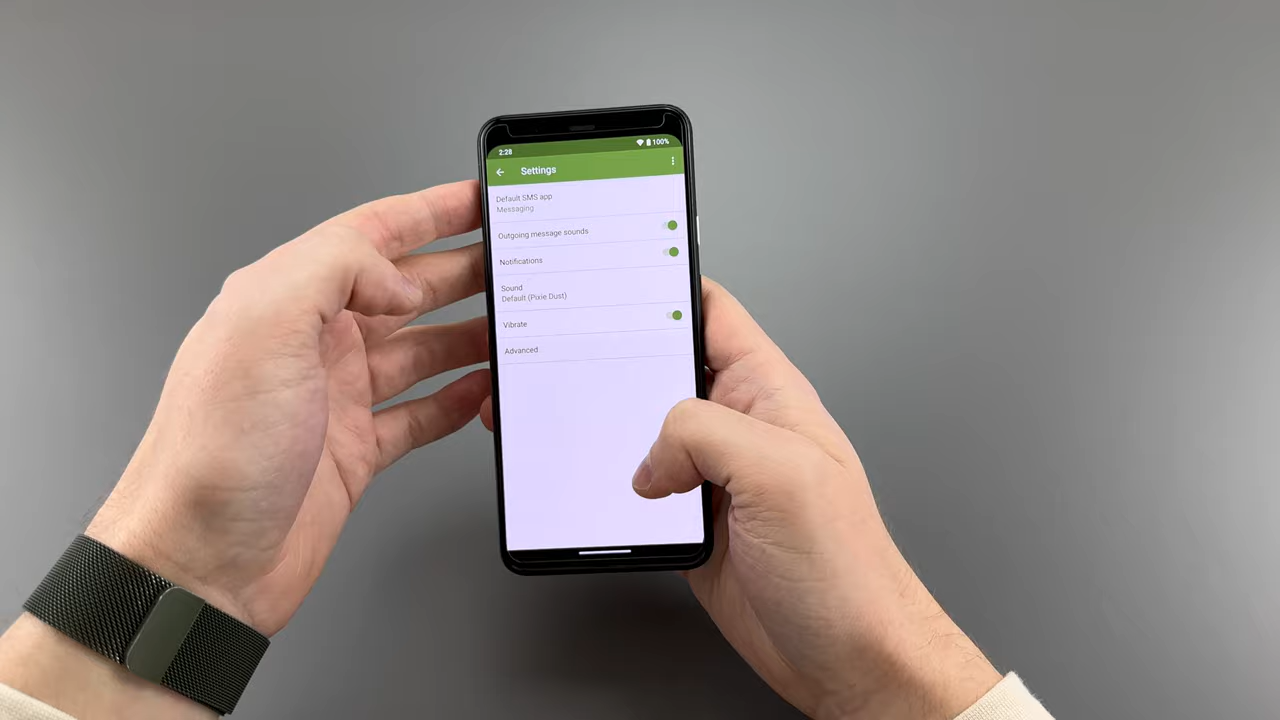 2:28
100%
Settings
Default SMS app
Messaging
Outgoing message sounds
Notifications
Sound
Default (Pixie Dust)
Vibrate
Advanced